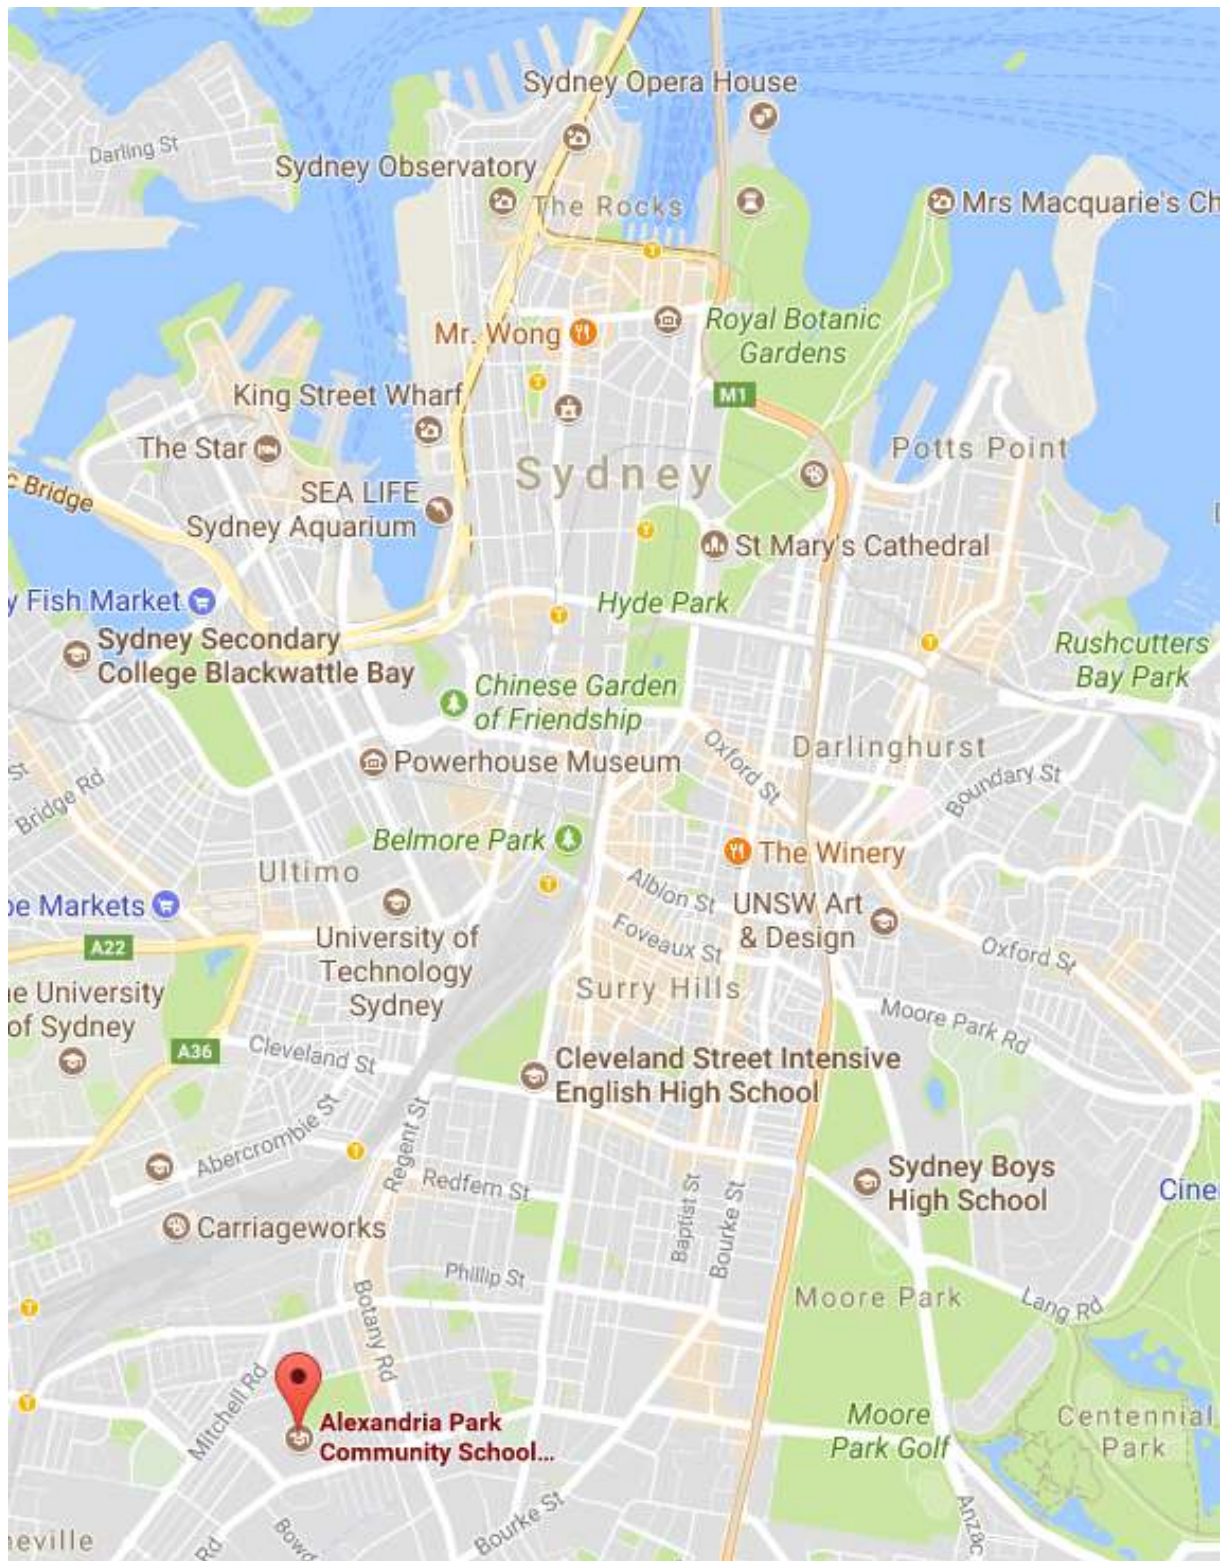 Sydney Opera House
Darling St
Sydney Observatory
The Rocks
Mrs Macquarie's Ch
Royal Botanic
Gardens
Mr. Wong
M1
King Street Wharf
The Star
Potts Point
Sydney
c Bridge
SEA LIFE
Sydney Aquarium
St Mary's Cathedral
y Fish Market
Hyde Park
Sydney Secondary
College Blackwattle Bay
Rushcutters
Bay Park
Chinese Garden
of Friendship
Oxford St
Darlinghurst
St
Powerhouse Museum
Bridge Rd
Boundary St
Belmore Park
The Winery
Ultimo
Albion St
be Markets
UNSW Art
& Design
University of
Technology
Sydney
Foveaux St
A22
Oxford St
Surry Hills
e University
of Sydney
Moore Park Rd
A36
Cleveland St
Cleveland Street Intensive
English High School
Abercrombie St
Regent St
Redfern St
Sydney Boys
High School
Cine
Baptist St
Bourke St
Carriageworks
Phillip St
Moore Park
Lang Rd
Botany Rd
Mitchell Rd
Alexandria Park
Community School...
Moore
Park Golf
Centennial
Park
Bourke St
Anzac
Bowd
Rd
eville